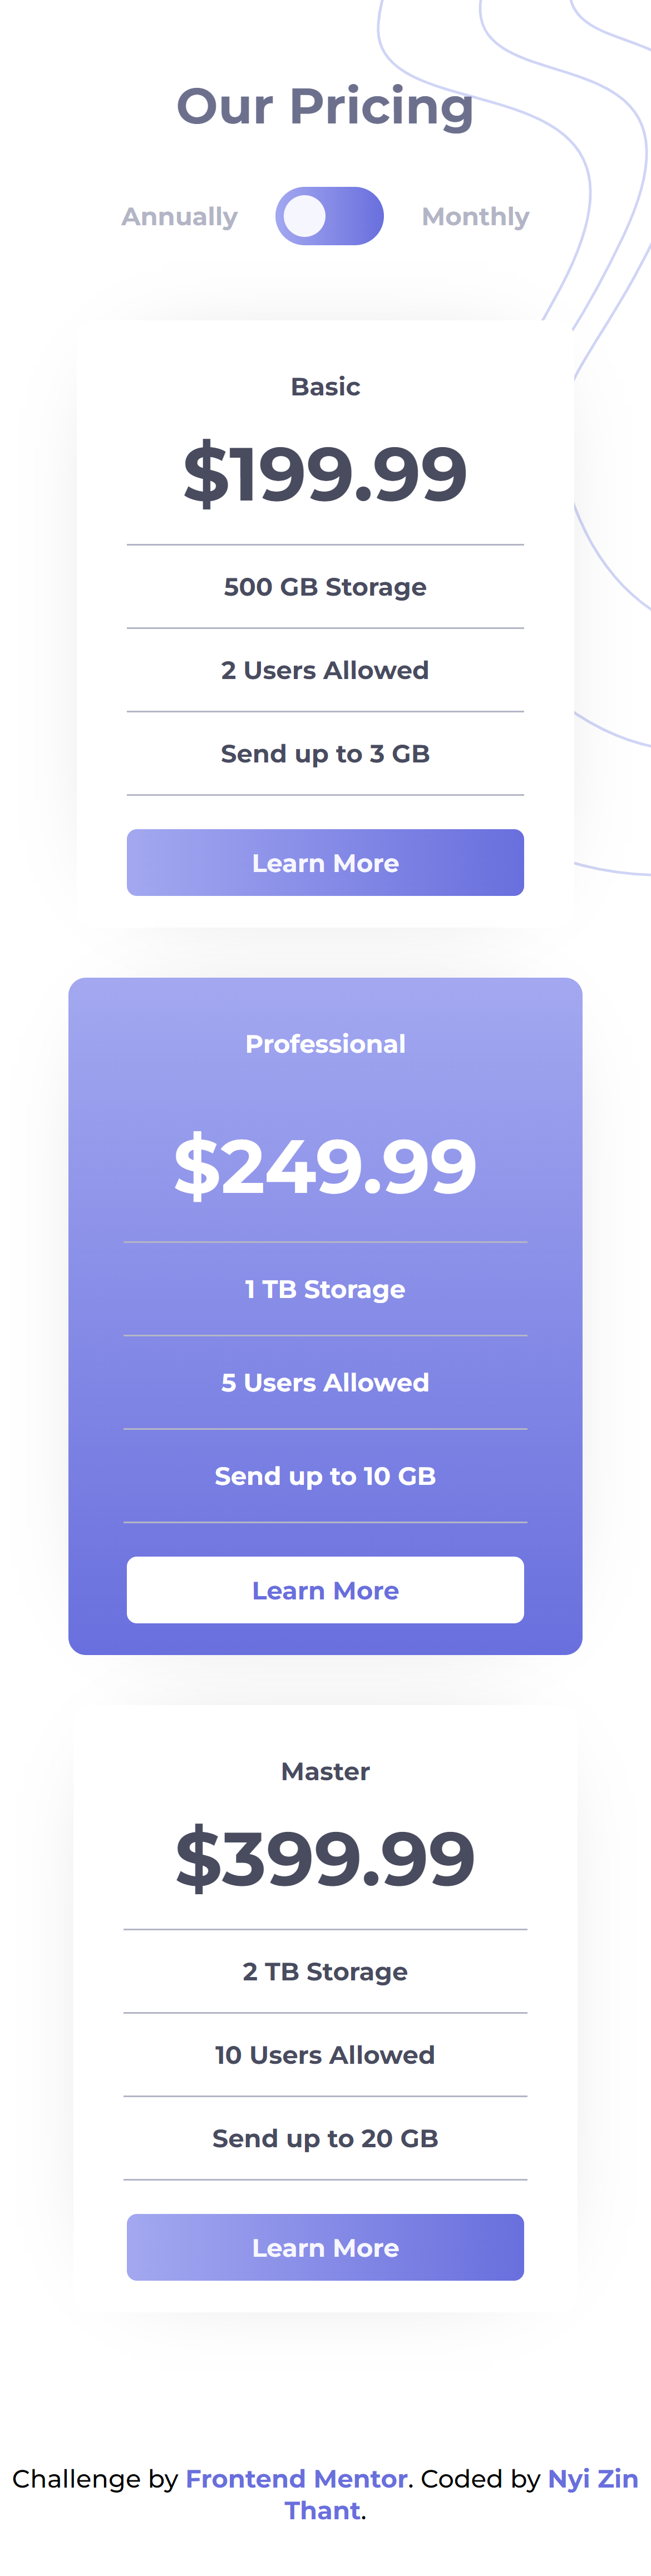 Our Pricing
Annually
Monthly
Basic
$199.99
500 GB Storage
2 Users Allowed
Send up to 3 GB
Learn More
Professional
$249.99
1 TB Storage
5 Users Allowed
Send up to 10 GB
Learn More
Master
$399.99
2 TB Storage
10 Users Allowed
Send up to 20 GB
Learn More
Challenge by Frontend Mentor. Coded by Nyi Zin
Thant.